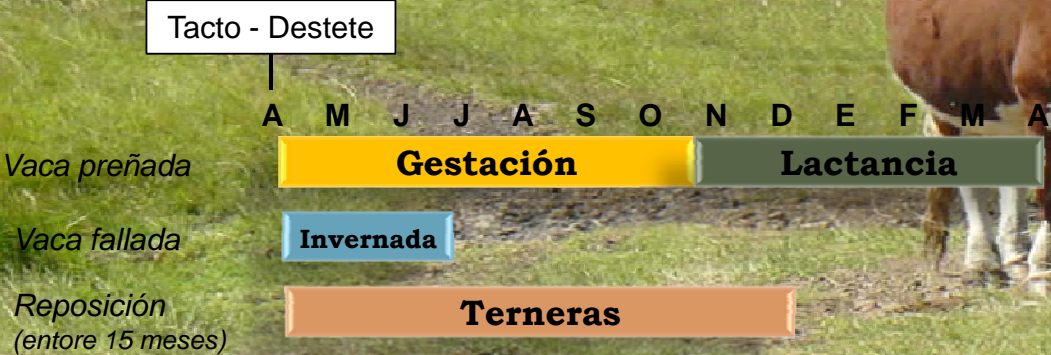 Tacto - Destete
A M J J A S O N D E F M A
Vaca preñada Gestación Lactancia
Vaca fallada Invernada
Reposición
(entore 15 meses) Terneras